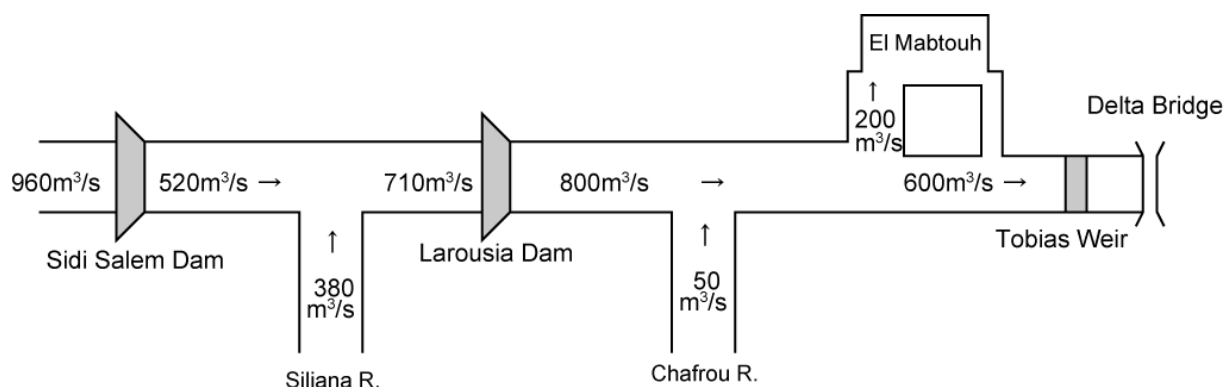 El Mabtouh
Delta Bridge
↑
200
m³/s
960m³/s
520m³/s →
710m³/s
800m³/s
→
600m³/s →
Sidi Salem Dam
↑
380
m³/s
Larousia Dam
↑
50
m³/s
Tobias Weir
Siliana R.
Chafrou R.